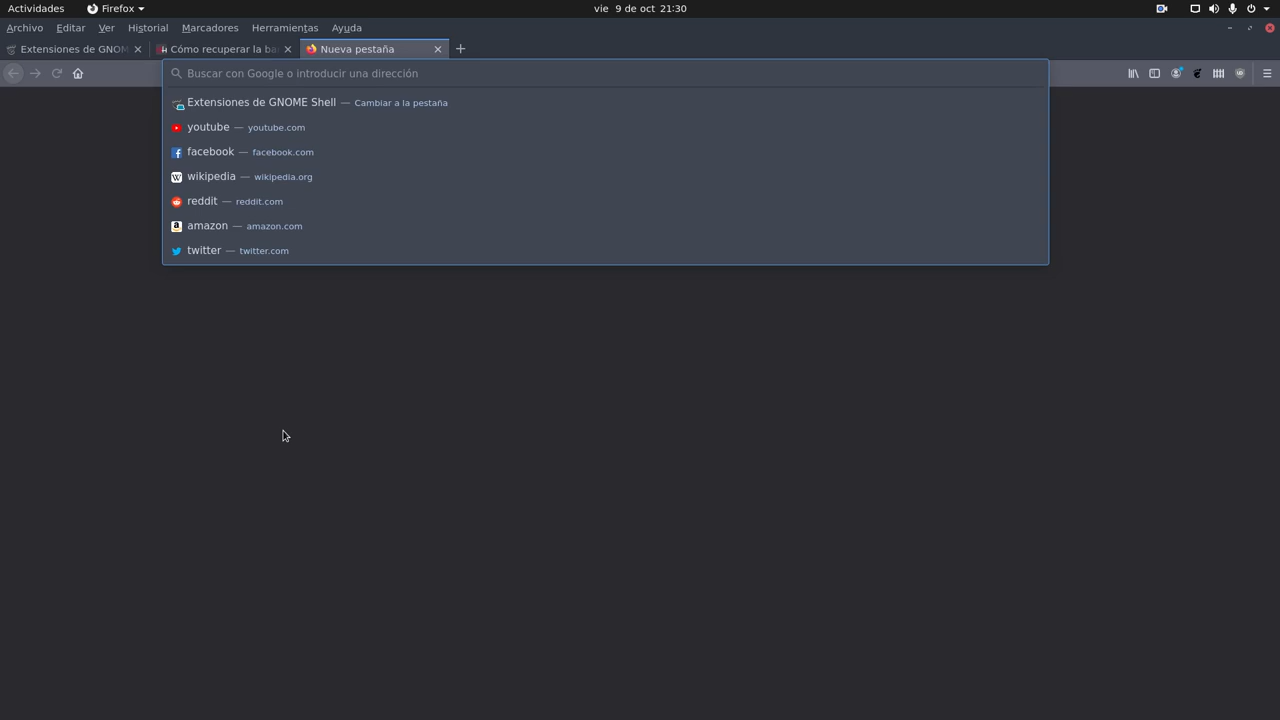 Actividades Firefox vie 9 de oct 21:30
Archivo Editar Ver Historial Marcadores Herramientas Ayuda
Extensiones de GNOM Cómo recuperar la ba Nueva pestaña
Buscar con Google o introducir una dirección
Extensiones de GNOME Shell — Cambiar a la pestaña
youtube — youtube.com
facebook — facebook.com
wikipedia — wikipedia.org
reddit — reddit.com
amazon — amazon.com
twitter — twitter.com